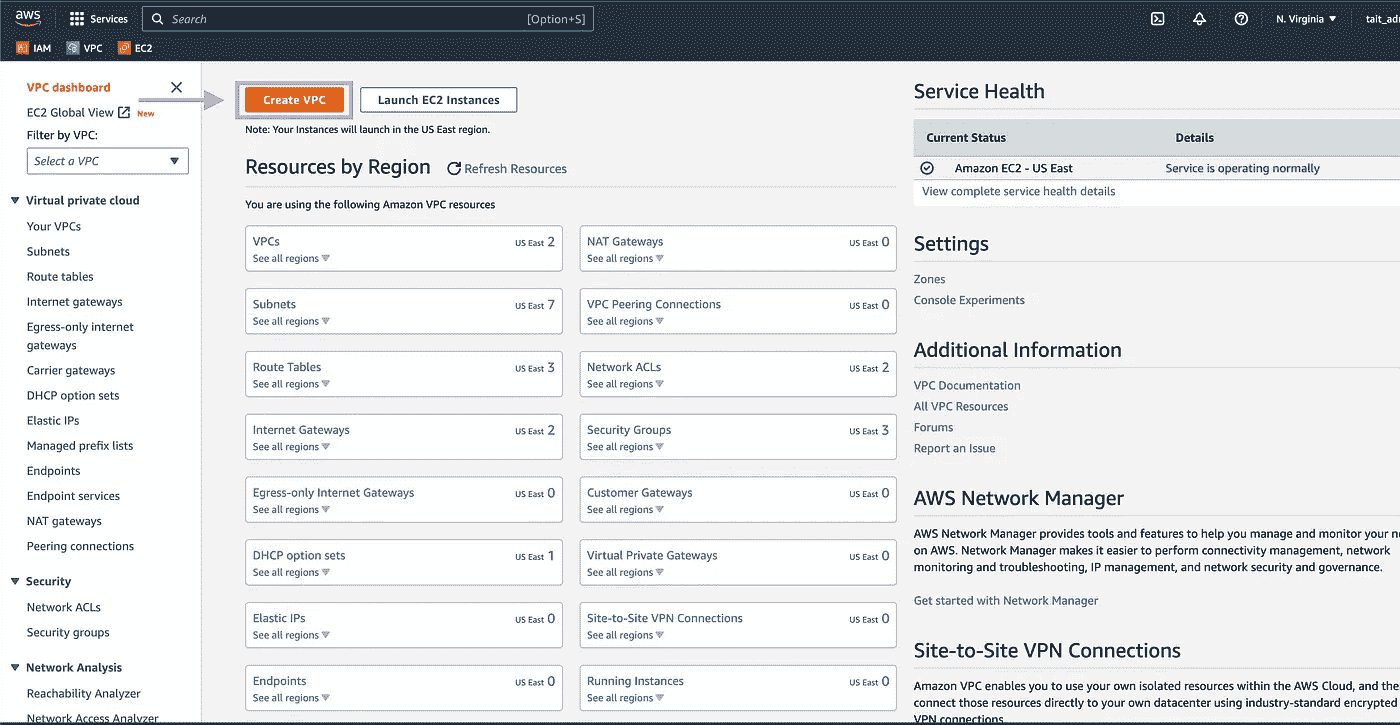 aws
Services
Search
[Option+S]
N. Virginia
IAM
VPC
EC2
VPC dashboard
EC2 Global View
New
Filter by VPC:
Select a VPC
Virtual private cloud
Your VPCs
Subnets
Route tables
Internet gateways
Egress-only internet
gateways
Carrier gateways
DHCP option sets
Elastic IPs
Managed prefix lists
Endpoints
Endpoint services
NAT gateways
Peering connections
Security
Network ACLs
Security groups
Network Analysis
Reachability Analyzer
Network Access Analyzer
Create VPC
Launch EC2 Instances
Note: Your Instances will launch in the US East region.
Resources by Region
Refresh Resources
You are using the following Amazon VPC resources
VPCs US East 2
See all regions
NAT Gateways US East 0
See all regions
Subnets US East 7
See all regions
VPC Peering Connections US East 0
See all regions
Route Tables US East 3
See all regions
Network ACLs US East 2
See all regions
Internet Gateways US East 2
See all regions
Security Groups US East 3
See all regions
Egress-only Internet Gateways US East 0
See all regions
Customer Gateways US East 0
See all regions
DHCP option sets US East 1
See all regions
Virtual Private Gateways US East 0
See all regions
Elastic IPs US East 0
See all regions
Site-to-Site VPN Connections US East 0
See all regions
Endpoints US East 0
See all regions
Running Instances US East 0
See all regions
Service Health
Current Status Details
Amazon EC2 - US East Service is operating normally
View complete service health details
Settings
Zones
Console Experiments
Additional Information
VPC Documentation
All VPC Resources
Forums
Report an Issue
AWS Network Manager
AWS Network Manager provides tools and features to help you manage and monitor your
on AWS. Network Manager makes it easier to perform connectivity management, network
monitoring and troubleshooting, IP management, and network security and governance.
Get started with Network Manager
Site-to-Site VPN Connections
Amazon VPC enables you to use your own isolated resources within the AWS Cloud, and the
connect those resources directly to your own datacenter using industry-standard encrypted
VPN connections.